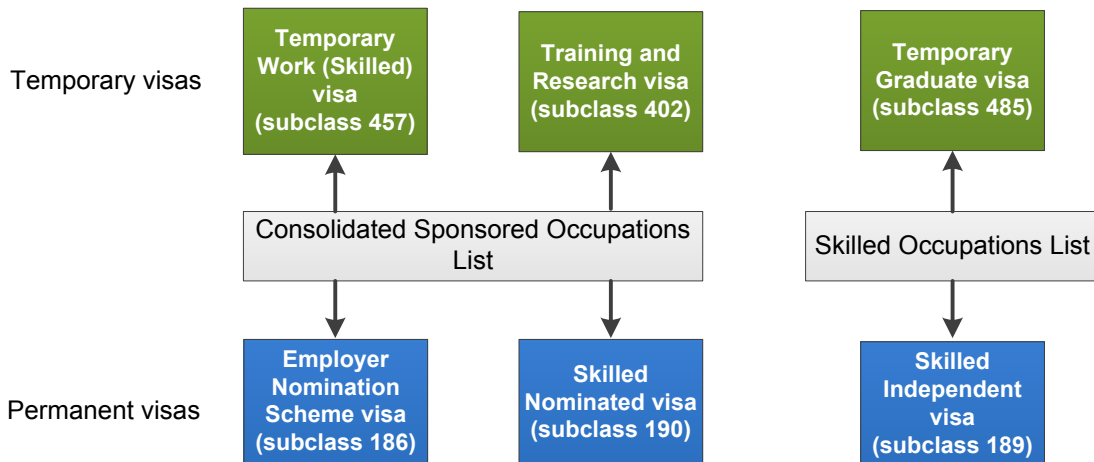 Temporary visas
Temporary
Work (Skilled)
visa
(subclass 457)
Training and
Research visa
(subclass 402)
Temporary
Graduate visa
(subclass 485)
Consolidated Sponsored Occupations
List
Skilled Occupations List
Permanent visas
Employer
Nomination
Scheme visa
(subclass 186)
Skilled
Nominated visa
(subclass 190)
Skilled
Independent
visa
(subclass 189)